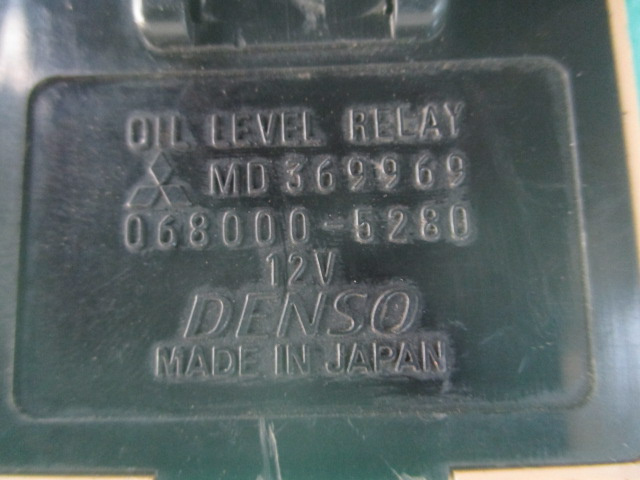 OIL LEVEL RELAY
MD369969
068000-5280
12V
DENSO
MADE IN JAPAN